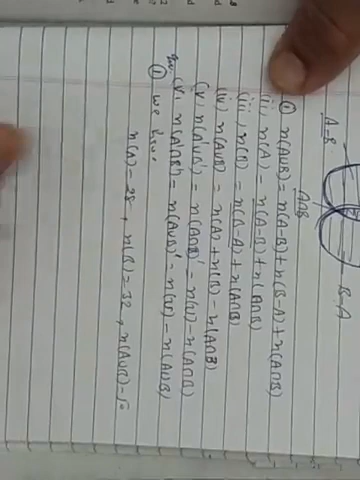 A-B
B-A
A∩B
① n(A∪B) = n(A-B) + n(B-A) + n(A∩B)
(ii) n(A) = n(A-B) + n(A∩B)
(iii) n(B) = n(B-A) + n(A∩B)
(iv) n(A∪B) = n(A) + n(B) - n(A∩B)
(v) n(A'∪B') = n(A∩B)' = n(U) - n(A∩B)
(vi) n(A'∩B') = n(A∪B)' = n(U) - n(A∪B)
① we have,
n(A) = 28, n(B) = 32, n(A∪B) = 50